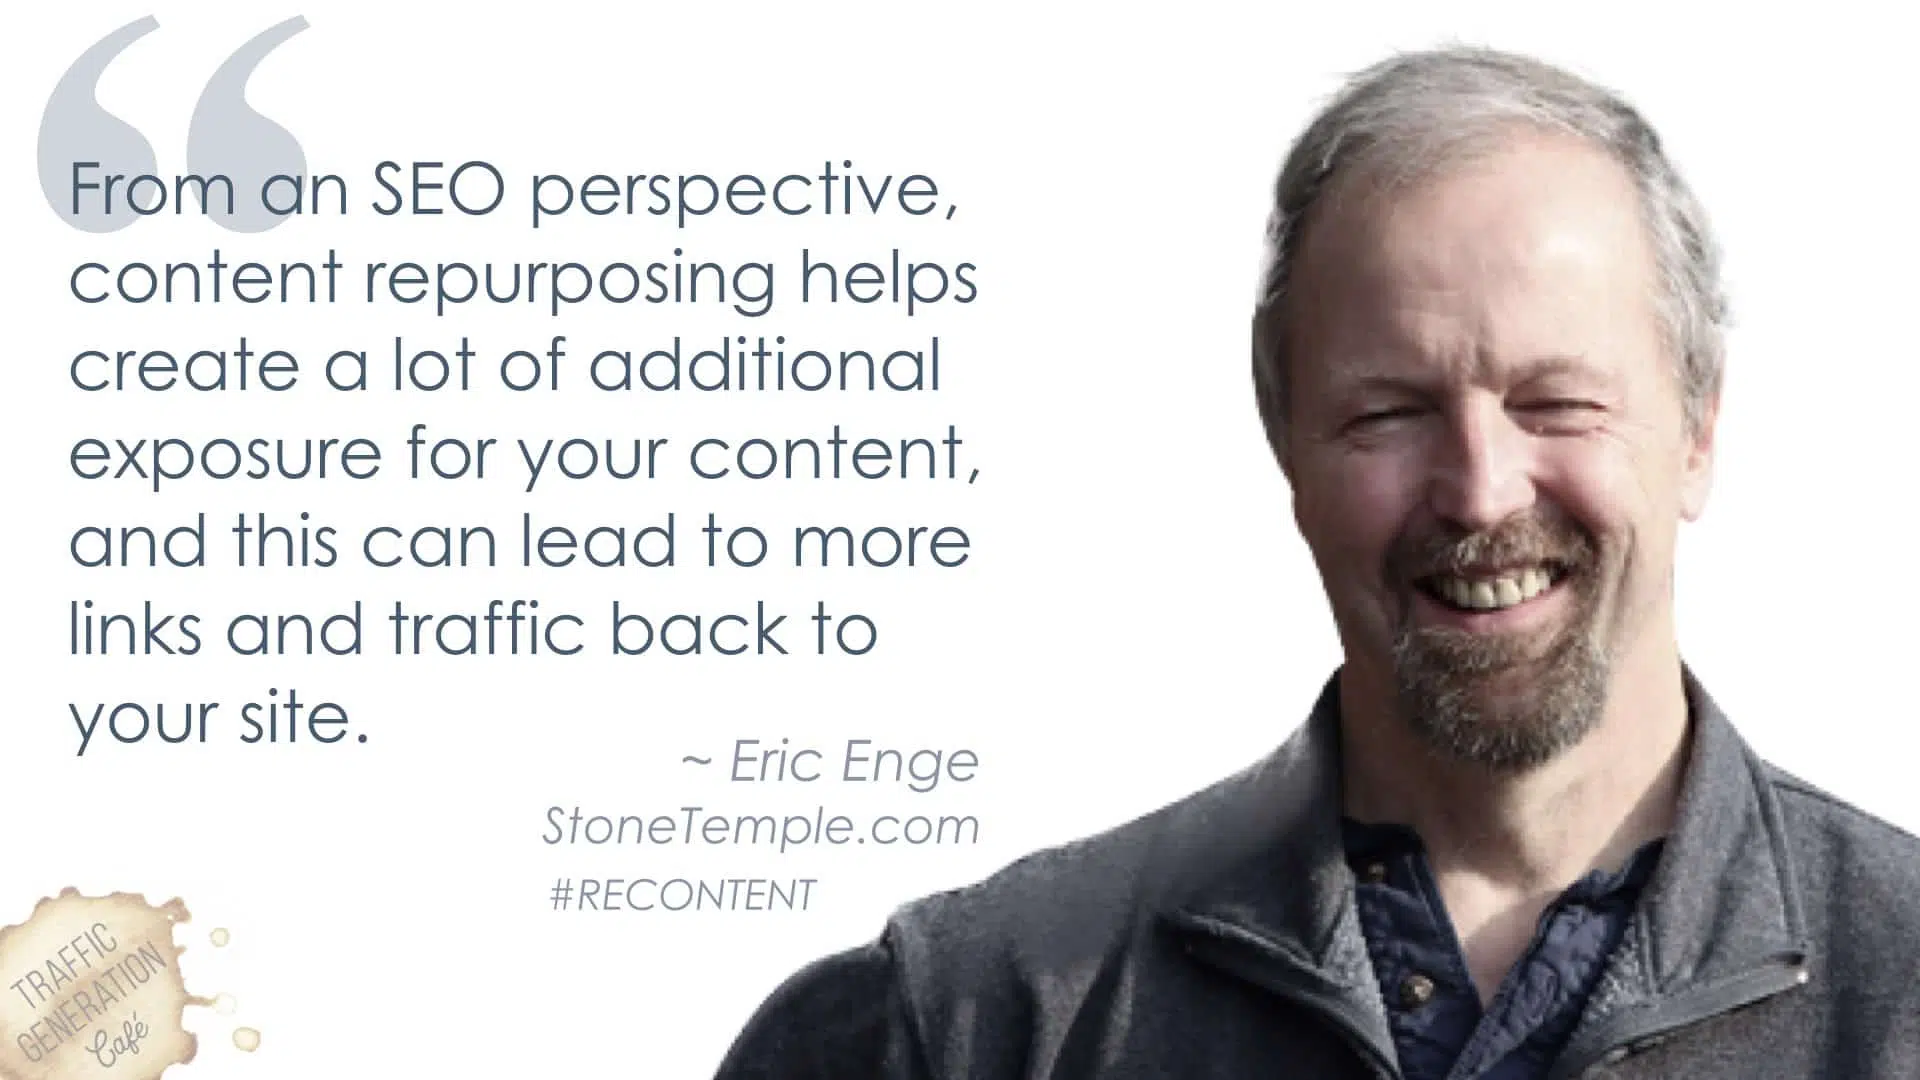 From an SEO perspective,
content repurposing helps
create a lot of additional
exposure for your content,
and this can lead to more
links and traffic back to
your site.
~ Eric Enge
StoneTemple.com
#RECONTENT
TRAFFIC
GENERATION
Café